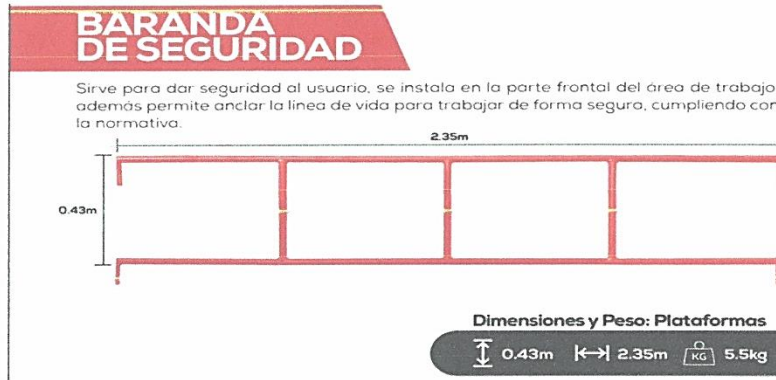 BARANDA
DE SEGURIDAD
Sirve para dar seguridad al usuario, se instala en la parte frontal del área de trabajo
además permite anclar la línea de vida para trabajar de forma segura, cumpliendo con
la normativa.
2.35m
0.43m
Dimensiones y Peso: Plataformas
0.43m 2.35m KG 5.5kg